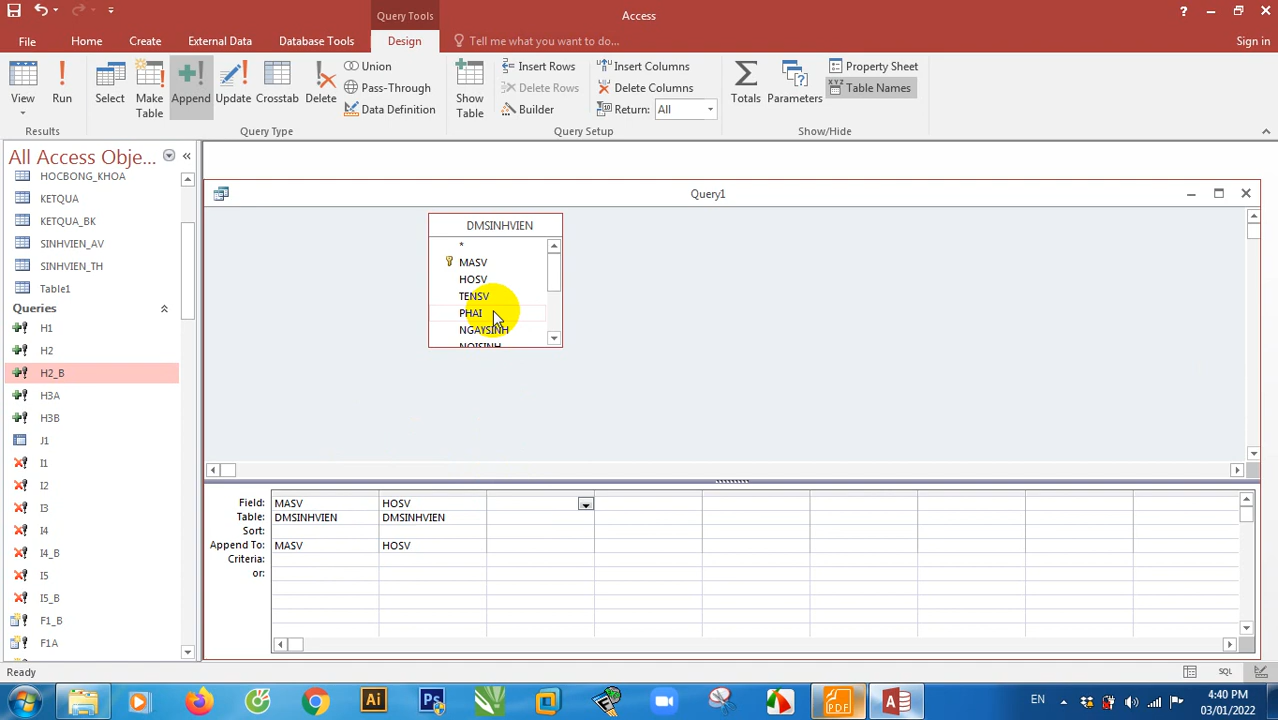 Query Tools
Access
File
Home
Create
External Data
Database Tools
Design
Tell me what you want to do...
Sign in
View
Run
Select
Make Table
Append
Update
Crosstab
Delete
Union
Pass-Through
Data Definition
Show Table
Insert Rows
Delete Rows
Builder
Insert Columns
Delete Columns
Return: All
Totals
Parameters
Property Sheet
Table Names
Results
Query Type
Query Setup
Show/Hide
All Access Obje...
HOCBONG_KHOA
KETQUA
KETQUA_BK
SINHVIEN_AV
SINHVIEN_TH
Table1
Queries
H1
H2
H2_B
H3A
H3B
J1
I1
I2
I3
I4
I4_B
I5
I5_B
F1_B
F1A
Query1
DMSINHVIEN
*
MASV
HOSV
TENSV
PHAI
NGAYSINH
NOISINH
Field: MASV HOSV
Table: DMSINHVIEN DMSINHVIEN
Sort:
Append To: MASV HOSV
Criteria:
or:
Ready
SQL
EN
4:40 PM
03/01/2022